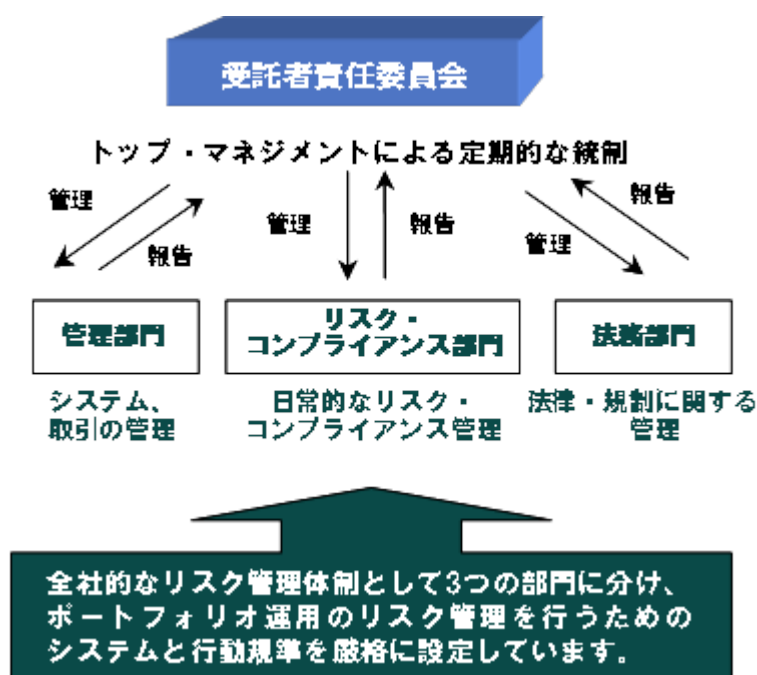 受託者責任委員会
トップ・マネジメントによる定期的な統制
管理
報告
管理
報告
管理
報告
管理部門
リスク・
コンプライアンス部門
法務部門
システム、
取引の管理
日常的なリスク・
コンプライアンス管理
法律・規制に関する
管理
全社的なリスク管理体制として3つの部門に分け、
ポートフォリオ運用のリスク管理を行うための
システムと行動規準を厳格に設定しています。